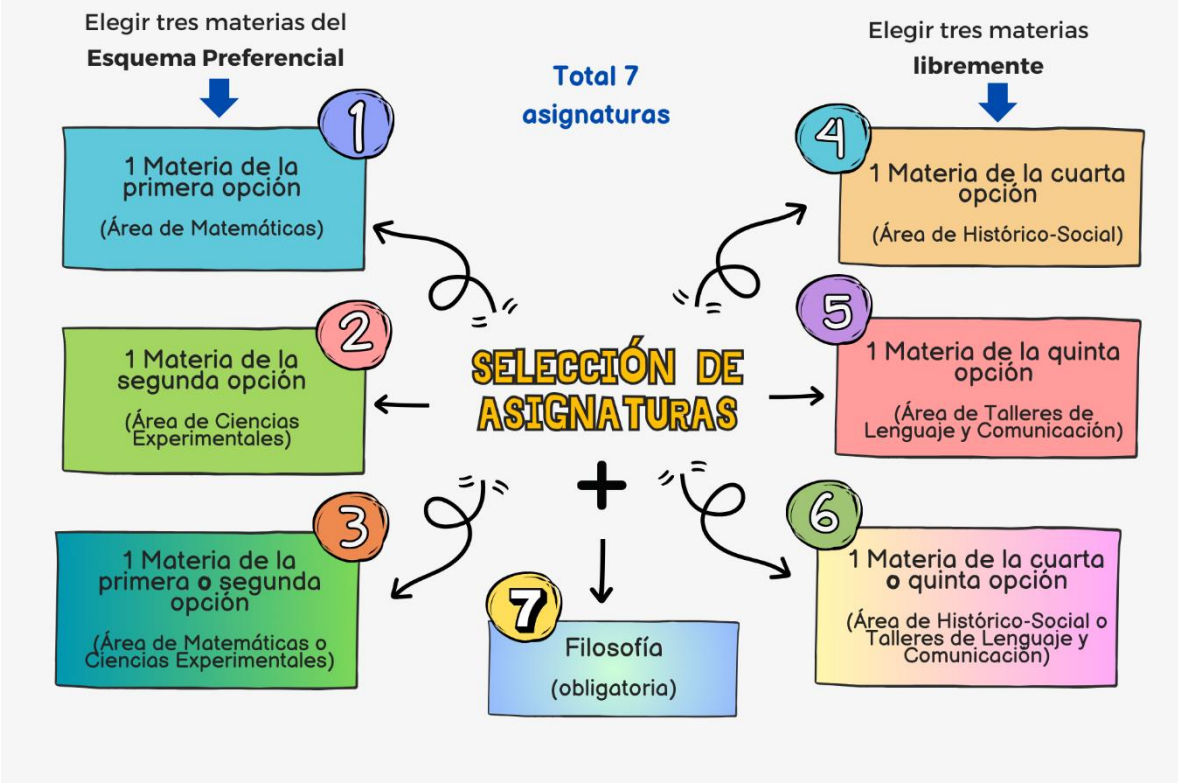 Elegir tres materias del
Esquema Preferencial
Total 7
asignaturas
Elegir tres materias
libremente
1
1 Materia de la
primera opción
(Área de Matemáticas)
2
1 Materia de la
segunda opción
(Área de Ciencias
Experimentales)
3
1 Materia de la
primera o segunda
opción
(Área de Matemáticas o
Ciencias Experimentales)
SELECCIÓN DE
ASIGNATURAS
+
4
1 Materia de la cuarta
opción
(Área de Histórico-Social)
5
1 Materia de la quinta
opción
(Área de Talleres de
Lenguaje y Comunicación)
6
1 Materia de la cuarta
o quinta opción
(Área de Histórico-Social o
Talleres de Lenguaje y
Comunicación)
7
Filosofía
(obligatoria)